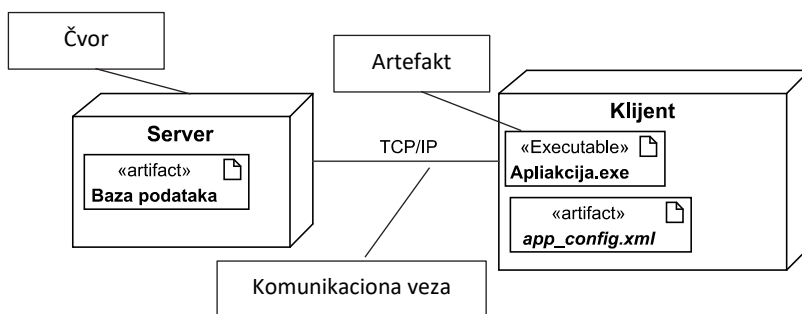 Čvor
Artefakt
Klijent
Server
«Executable»
Apliakcija.exe
TCP/IP
«artifact»
Baza podataka
«artifact»
app_config.xml
Komunikaciona veza